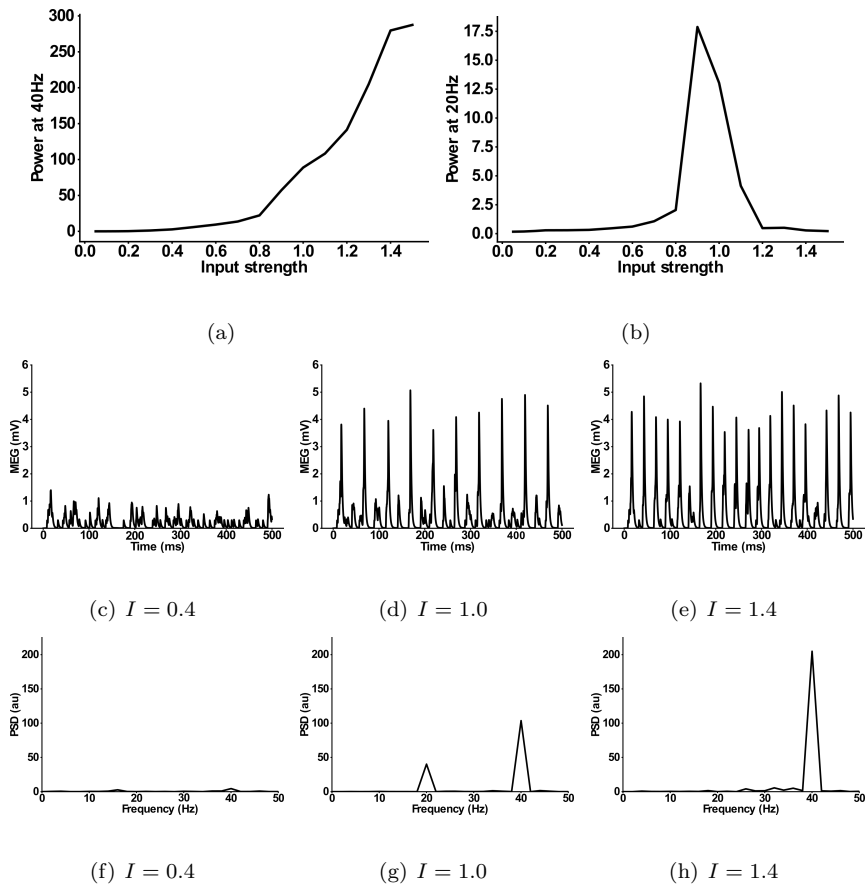 300
250
200
150
100
50
0
Power at 40Hz
0.0 0.2 0.4 0.6 0.8 1.0 1.2 1.4
Input strength
(a)
17.5
15.0
12.5
10.0
7.5
5.0
2.5
0.0
Power at 20Hz
0.0 0.2 0.4 0.6 0.8 1.0 1.2 1.4
Input strength
(b)
6
5
4
3
2
1
0
MEG (mV)
0 100 200 300 400 500
Time (ms)
(c) I = 0.4
6
5
4
3
2
1
0
MEG (mV)
0 100 200 300 400 500
Time (ms)
(d) I = 1.0
6
5
4
3
2
1
0
MEG (mV)
0 100 200 300 400 500
Time (ms)
(e) I = 1.4
200
150
100
50
0
PSD (au)
0 10 20 30 40 50
Frequency (Hz)
(f) I = 0.4
200
150
100
50
0
PSD (au)
0 10 20 30 40 50
Frequency (Hz)
(g) I = 1.0
200
150
100
50
0
PSD (au)
0 10 20 30 40 50
Frequency (Hz)
(h) I = 1.4